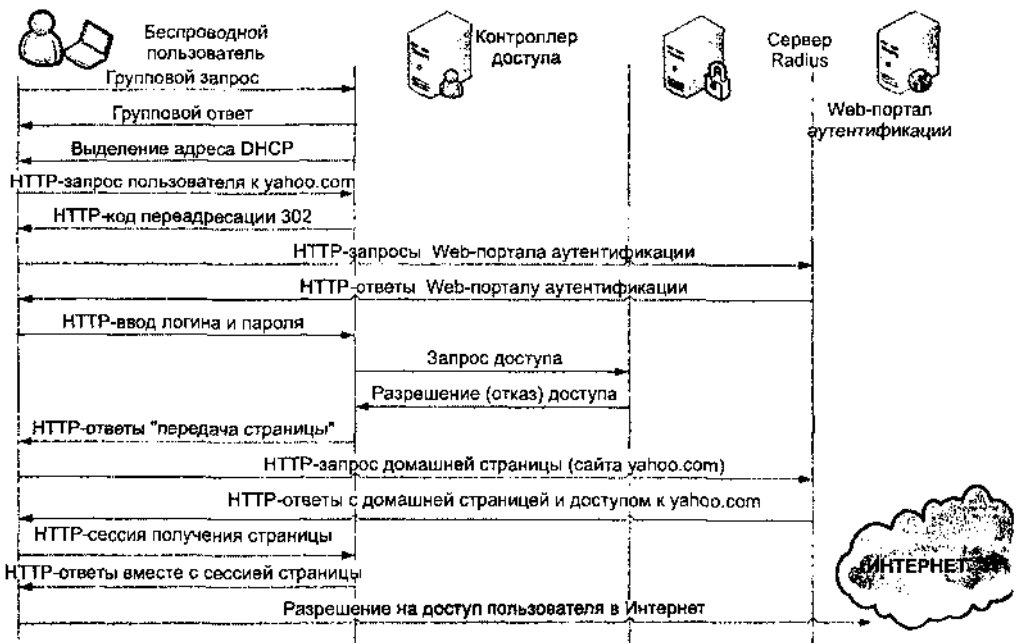 Беспроводной
пользователь
Контроллер
доступа
Сервер
Radius
Web-портал
аутентификации
Групповой запрос
Групповой ответ
Выделение адреса DHCP
HTTP-запрос пользователя к yahoo.com
HTTP-код переадресации 302
HTTP-запросы Web-портала аутентификации
HTTP-ответы Web-порталу аутентификации
HTTP-ввод логина и пароля
Запрос доступа
Разрешение (отказ) доступа
HTTP-ответы "передача страницы"
HTTP-запрос домашней страницы (сайта yahoo.com)
HTTP-ответы с домашней страницей и доступом к yahoo.com
HTTP-сессия получения страницы
HTTP-ответы вместе с сессией страницы
ИНТЕРНЕТ
Разрешение на доступ пользователя в Интернет